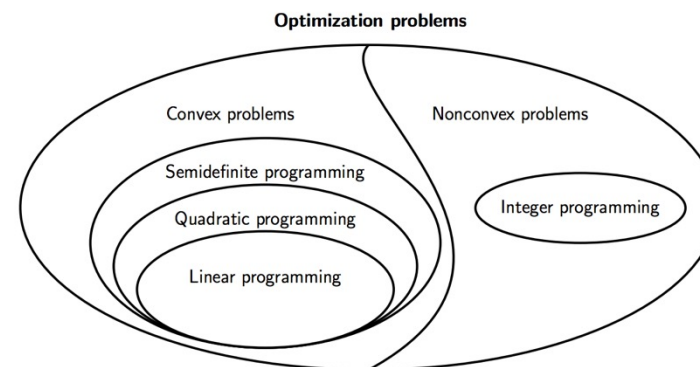 Optimization problems
Convex problems
Nonconvex problems
Semidefinite programming
Quadratic programming
Integer programming
Linear programming